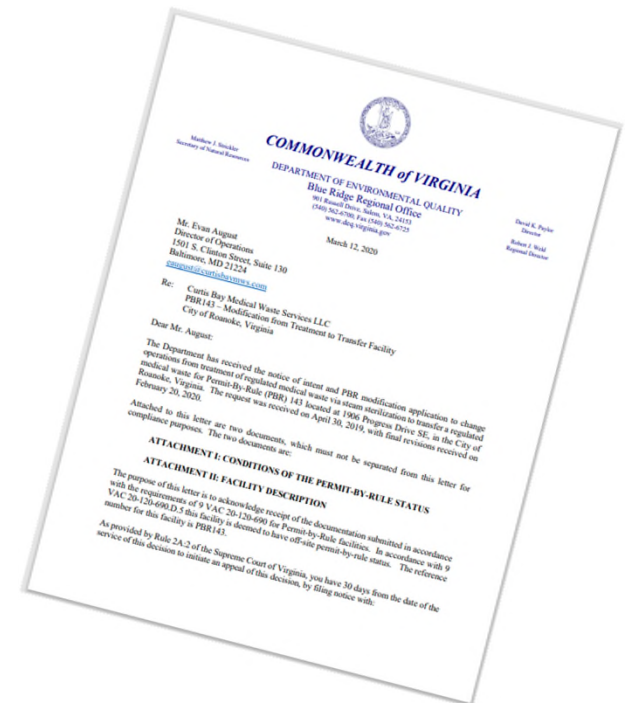 COMMONWEALTH of VIRGINIA
DEPARTMENT OF ENVIRONMENTAL QUALITY
Blue Ridge Regional Office
901 Russell Drive, Salem, VA. 24153
(540) 562-6700; Fax (540) 562-6725
www.deq.virginia.gov
Matthew J. Strickler
Secretary of Natural Resources
David K. Paylor
Director
Robert J. Weld
Regional Director
March 12, 2020
Mr. Evan August
Director of Operations
1501 S. Clinton Street, Suite 130
Baltimore, MD 21224
eaugust@curtisbaymws.com
Re: Curtis Bay Medical Waste Services LLC
PBR143 – Modification from Treatment to Transfer Facility
City of Roanoke, Virginia
Dear Mr. August:
The Department has received the notice of intent and PBR modification application to change
operations from treatment of regulated medical waste via steam sterilization to transfer a regulated
medical waste for Permit-By-Rule (PBR) 143 located at 1906 Progress Drive SE, in the City of
Roanoke, Virginia. The request was received on April 30, 2019, with final revisions received on
February 20, 2020.
Attached to this letter are two documents, which must not be separated from this letter for
compliance purposes. The two documents are:
ATTACHMENT I: CONDITIONS OF THE PERMIT-BY-RULE STATUS
ATTACHMENT II: FACILITY DESCRIPTION
The purpose of this letter is to acknowledge receipt of the documentation submitted in accordance
with the requirements of 9 VAC 20-120-690 for Permit-by-Rule facilities. In accordance with 9
VAC 20-120-690.D.5 this facility is deemed to have off-site permit-by-rule status. The reference
number for this facility is PBR143.
As provided by Rule 2A:2 of the Supreme Court of Virginia, you have 30 days from the date of the
service of this decision to initiate an appeal of this decision, by filing notice with: